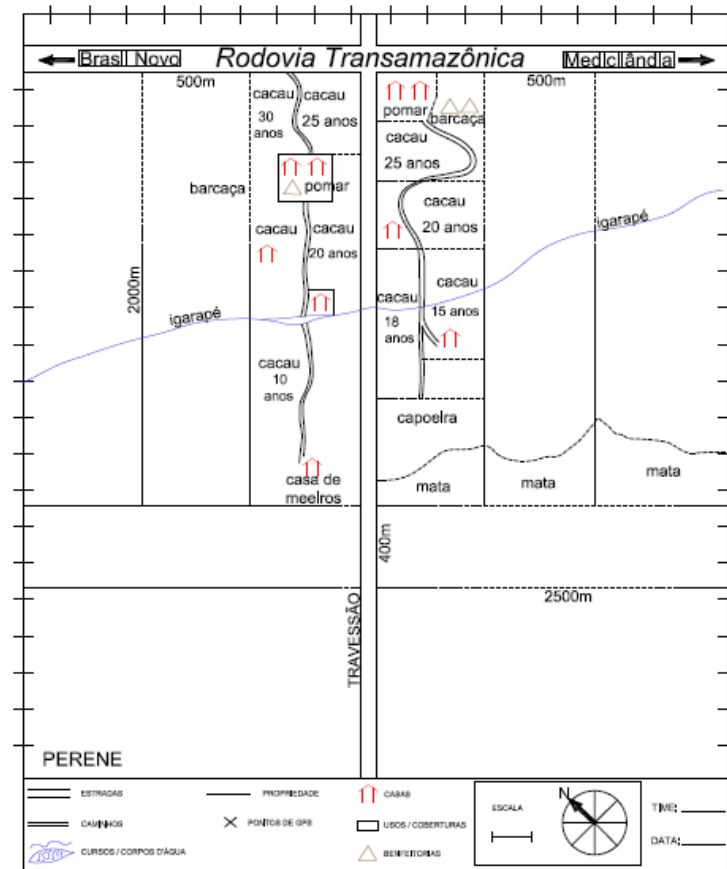 Brasil Novo Rodovia Transamazônica Medicilândia
500m 500m
cacau
30
anos
cacau
25 anos
pomar
barcaça
cacau
25 anos
barcaça
pomar
cacau
cacau
20 anos
cacau
20 anos
igarapé
2000m
igarapé
cacau
18
anos
cacau
15 anos
cacau
10
anos
capoeira
casa de
meeiros
mata
mata
mata
400m
2500m
TRAVESSÃO
PERENE
ESTRADAS
PROPRIEDADE
CASAS
CAMINHOS
PONTOS DE GPS
USOS / COBERTURAS
CURSOS / CORPOS D'ÁGUA
BENFEITORIAS
ESCALA
N
TIME:
DATA: